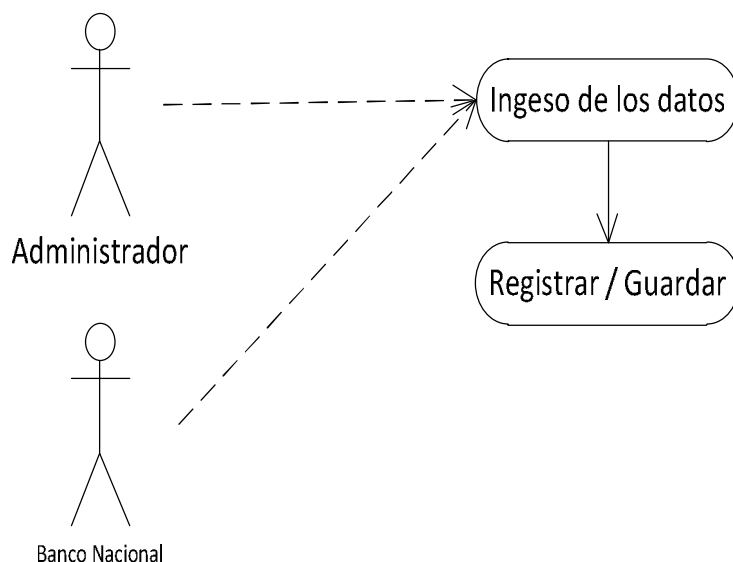 Ingeso de los datos
Administrador
Registrar / Guardar
Banco Nacional